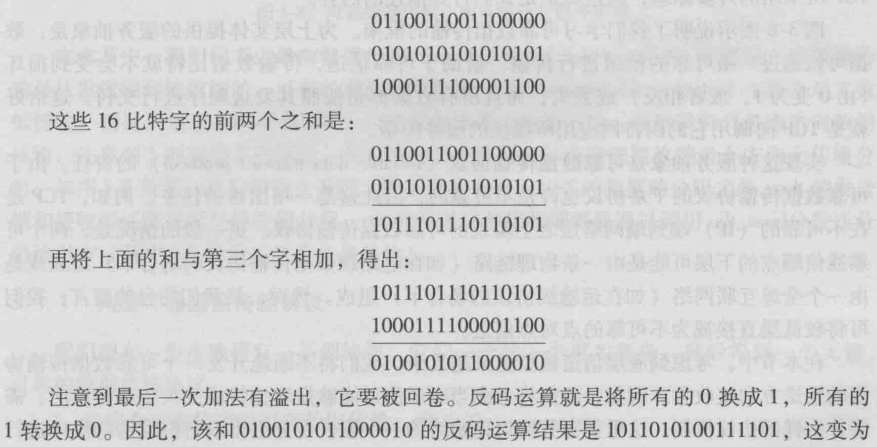 0110011001100000
0101010101010101
1000111100001100
这些 16 比特字的前两个之和是：
0110011001100000
0101010101010101
1011101110110101
再将上面的和与第三个字相加，得出：
1011101110110101
1000111100001100
0100101011000010
注意到最后一次加法有溢出，它要被回卷。反码运算就是将所有的 0 换成 1，所有的
1 转换成 0。因此，该和 0100101011000010 的反码运算结果是 1011010100111101，这变为